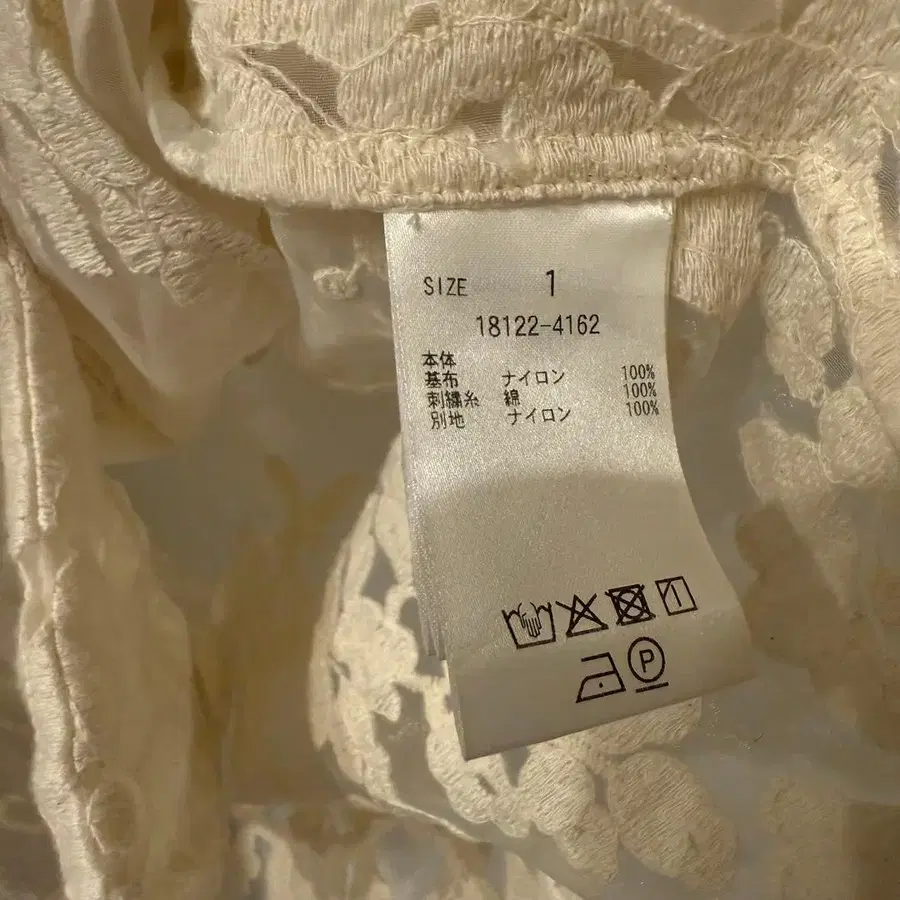 SIZE 1
18122-4162
本体
基布 ナイロン 100%
刺繍糸 綿 100%
別地 ナイロン 100%
P